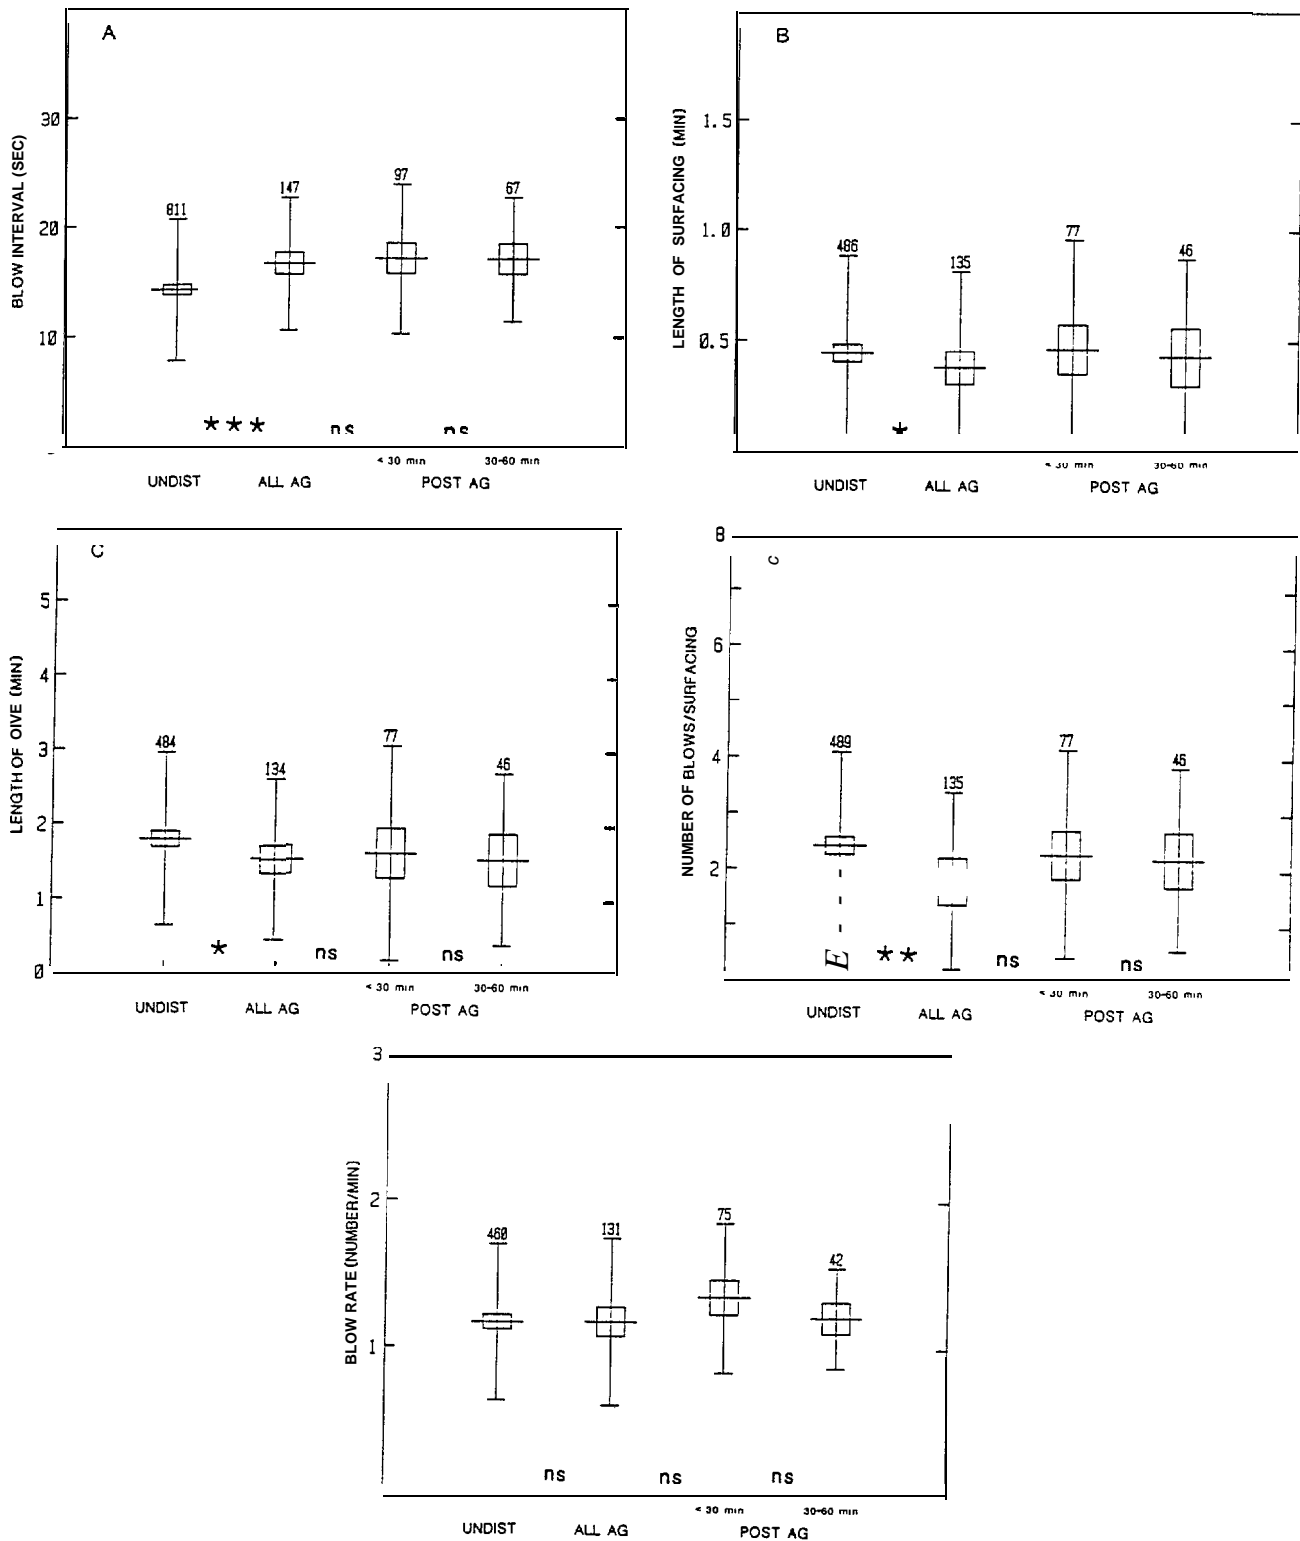 A
BLOW INTERVAL (SEC)
30
20
10
811
147
97
67
*** ns ns
< 30 min 30-60 min
UNDIST ALL AG POST AG
B
LENGTH OF SURFACING (MIN)
1.5
1.0
0.5
486
135
77
46
*
< 30 min 30-60 min
UNDIST ALL AG POST AG
C
LENGTH OF OIVE (MIN)
5
4
3
2
1
0
484
134
77
46
* ns ns
< 30 min 30-60 min
UNDIST ALL AG POST AG
8
C
NUMBER OF BLOWS/SURFACING
6
4
2
489
135
77
46
E ** ns ns
< 30 min 30-60 min
UNDIST ALL AG POST AG
3
BLOW RATE (NUMBER/MIN)
2
1
460
131
75
42
ns ns ns
< 30 min 30-60 min
UNDIST ALL AG POST AG